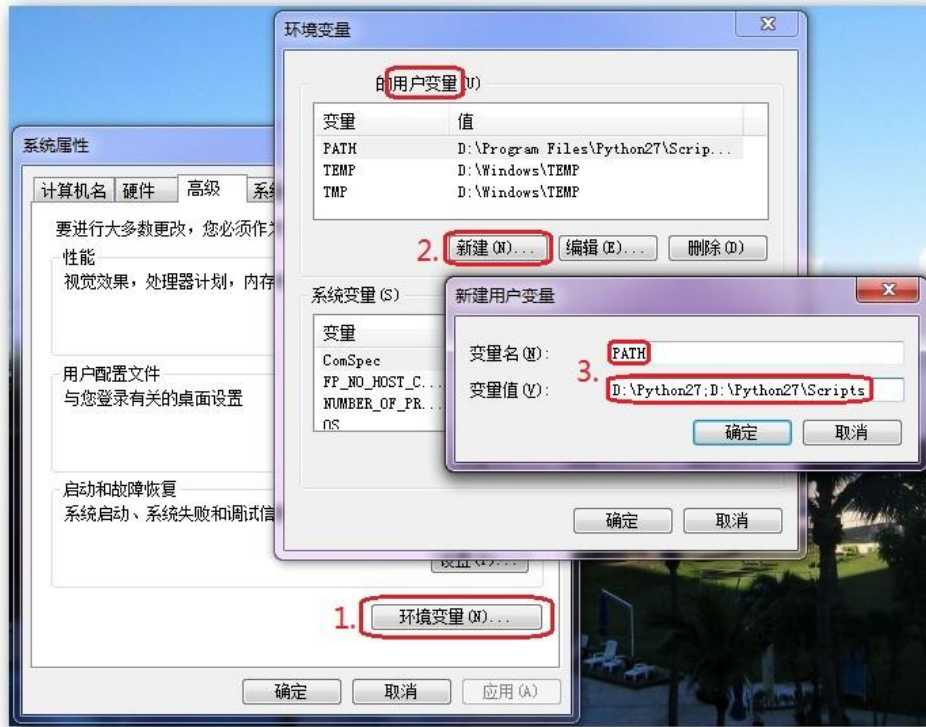 环境变量
的用户变量(U)
变量 值
PATH D:\Program Files\Python27\Scrip...
TEMP D:\Windows\TEMP
TMP D:\Windows\TEMP
2. 新建(N)... 编辑(E)... 删除(D)
系统变量(S)
变量
ComSpec
FP_NO_HOST_C...
NUMBER_OF_PR...
OS
确定 取消
新建用户变量
变量名(N): PATH
3.
变量值(V): D:\Python27;D:\Python27\Scripts
确定 取消
系统属性
计算机名 硬件 高级
要进行大多数更改，您必须作
性能
视觉效果，处理器计划，内存
用户配置文件
与您登录有关的桌面设置
启动和故障恢复
系统启动、系统失败和调试信
1. 环境变量(N)...
确定 取消 应用(A)